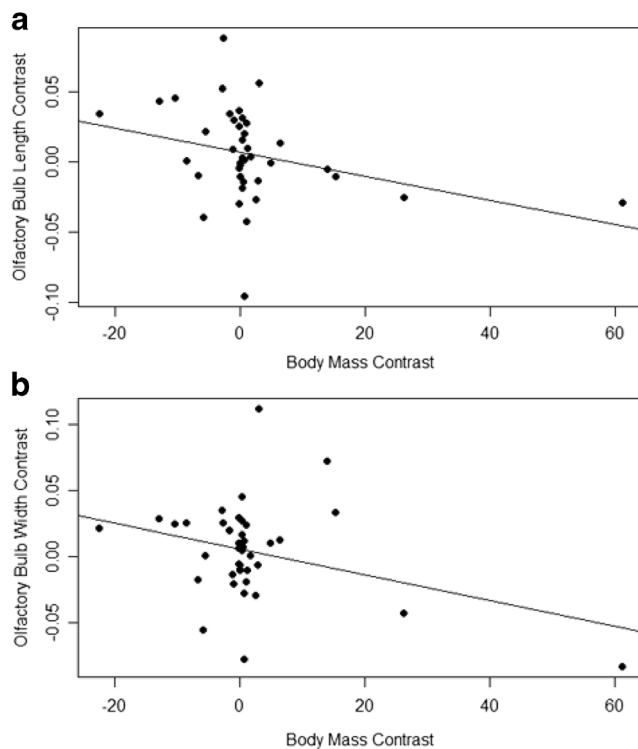 a
Olfactory Bulb Length Contrast
0.05
0.00
-0.05
-0.10
-20 0 20 40 60
Body Mass Contrast
b
Olfactory Bulb Width Contrast
0.10
0.05
0.00
-0.05
-20 0 20 40 60
Body Mass Contrast